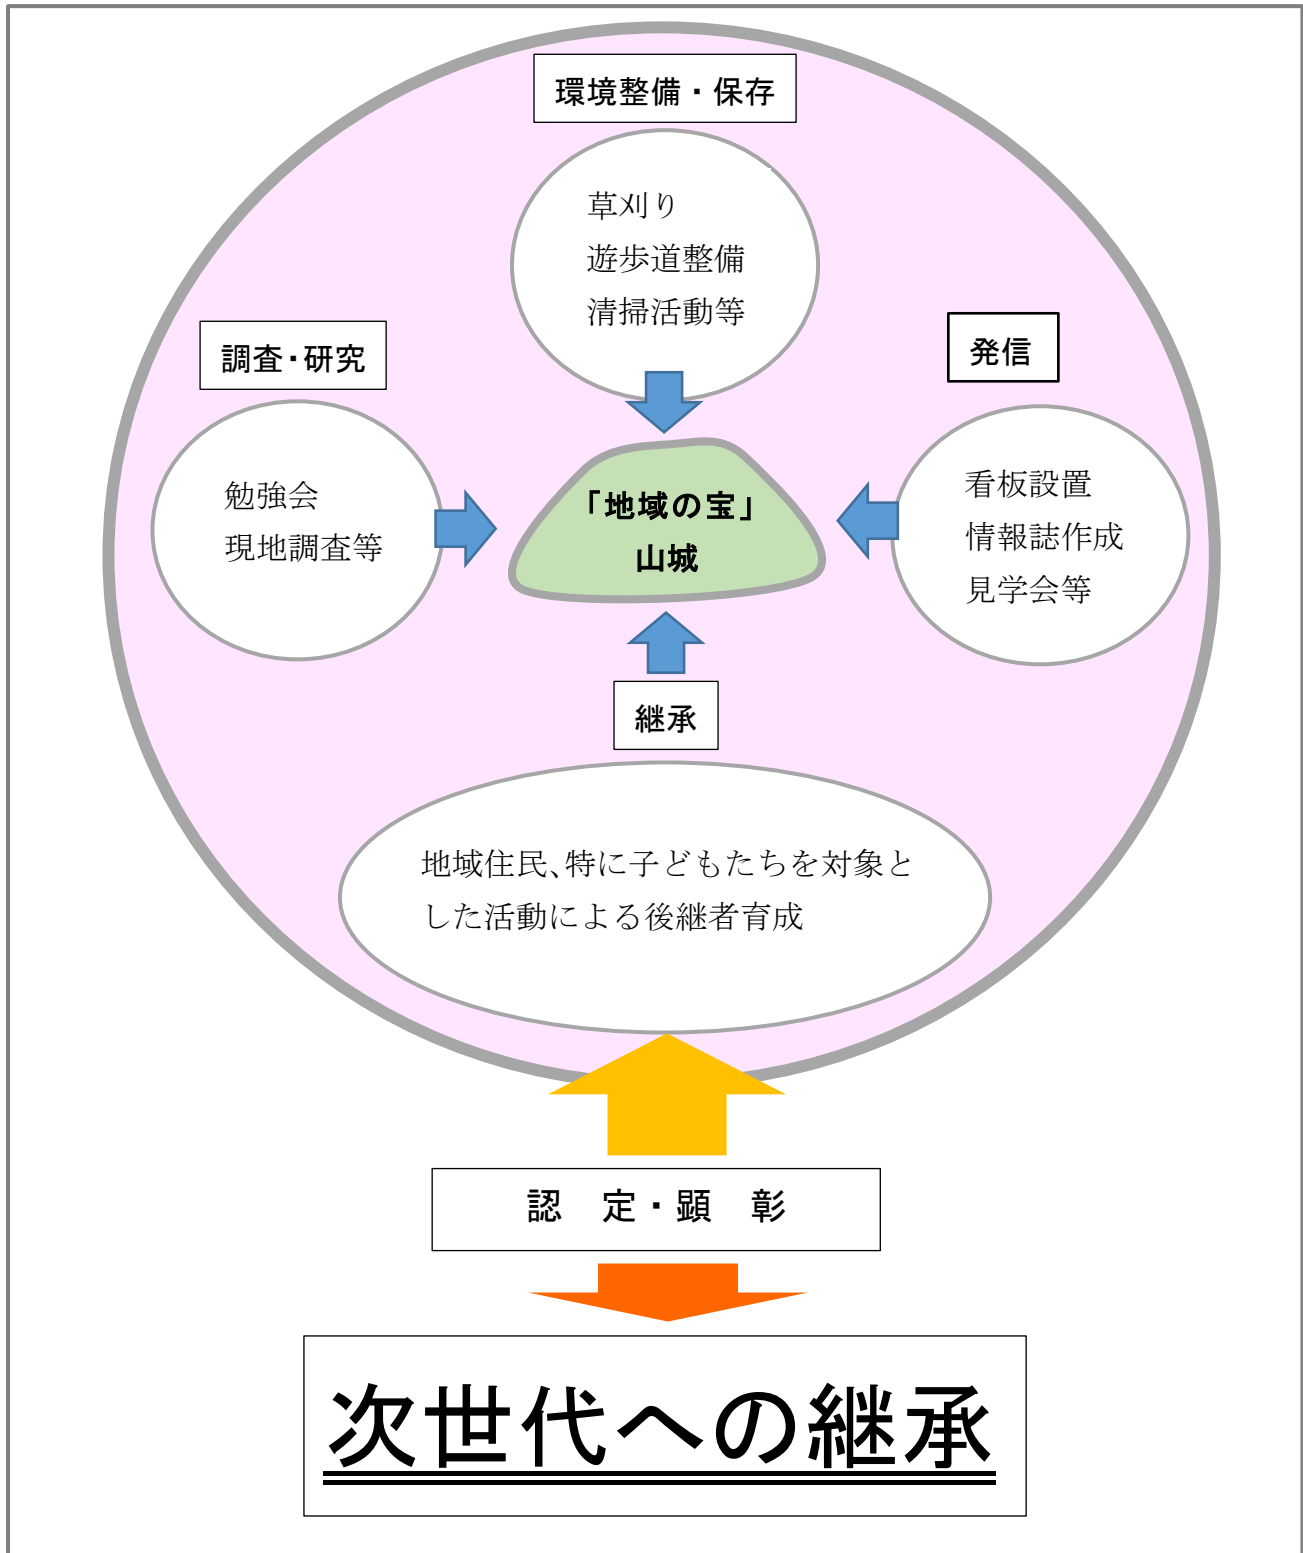 環境整備・保存
草刈り
遊歩道整備
清掃活動等
調査・研究
勉強会
現地調査等
発信
看板設置
情報誌作成
見学会等
「地域の宝」
山城
継承
地域住民、特に子どもたちを対象と
した活動による後継者育成
認　定・顕　彰
次世代への継承